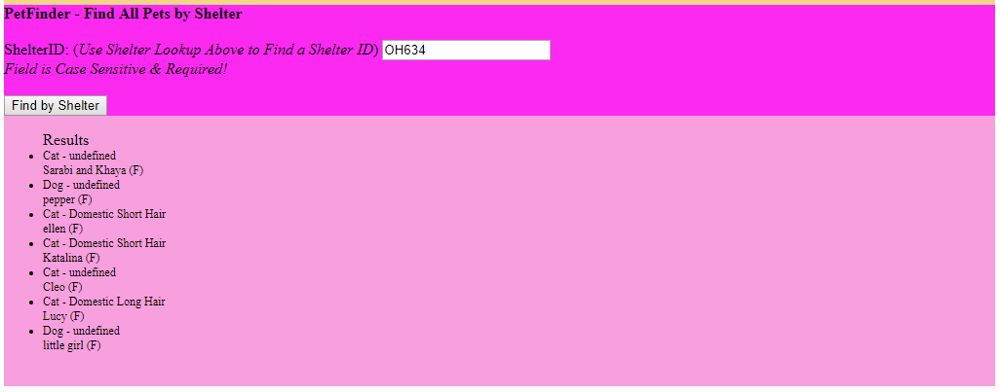 PetFinder - Find All Pets by Shelter
ShelterID: (Use Shelter Lookup Above to Find a Shelter ID) OH634
Field is Case Sensitive & Required!
Find by Shelter
Results
Cat - undefined
Sarabi and Khaya (F)
Dog - undefined
pepper (F)
Cat - Domestic Short Hair
ellen (F)
Cat - Domestic Short Hair
Katalina (F)
Cat - undefined
Cleo (F)
Cat - Domestic Long Hair
Lucy (F)
Dog - undefined
little girl (F)